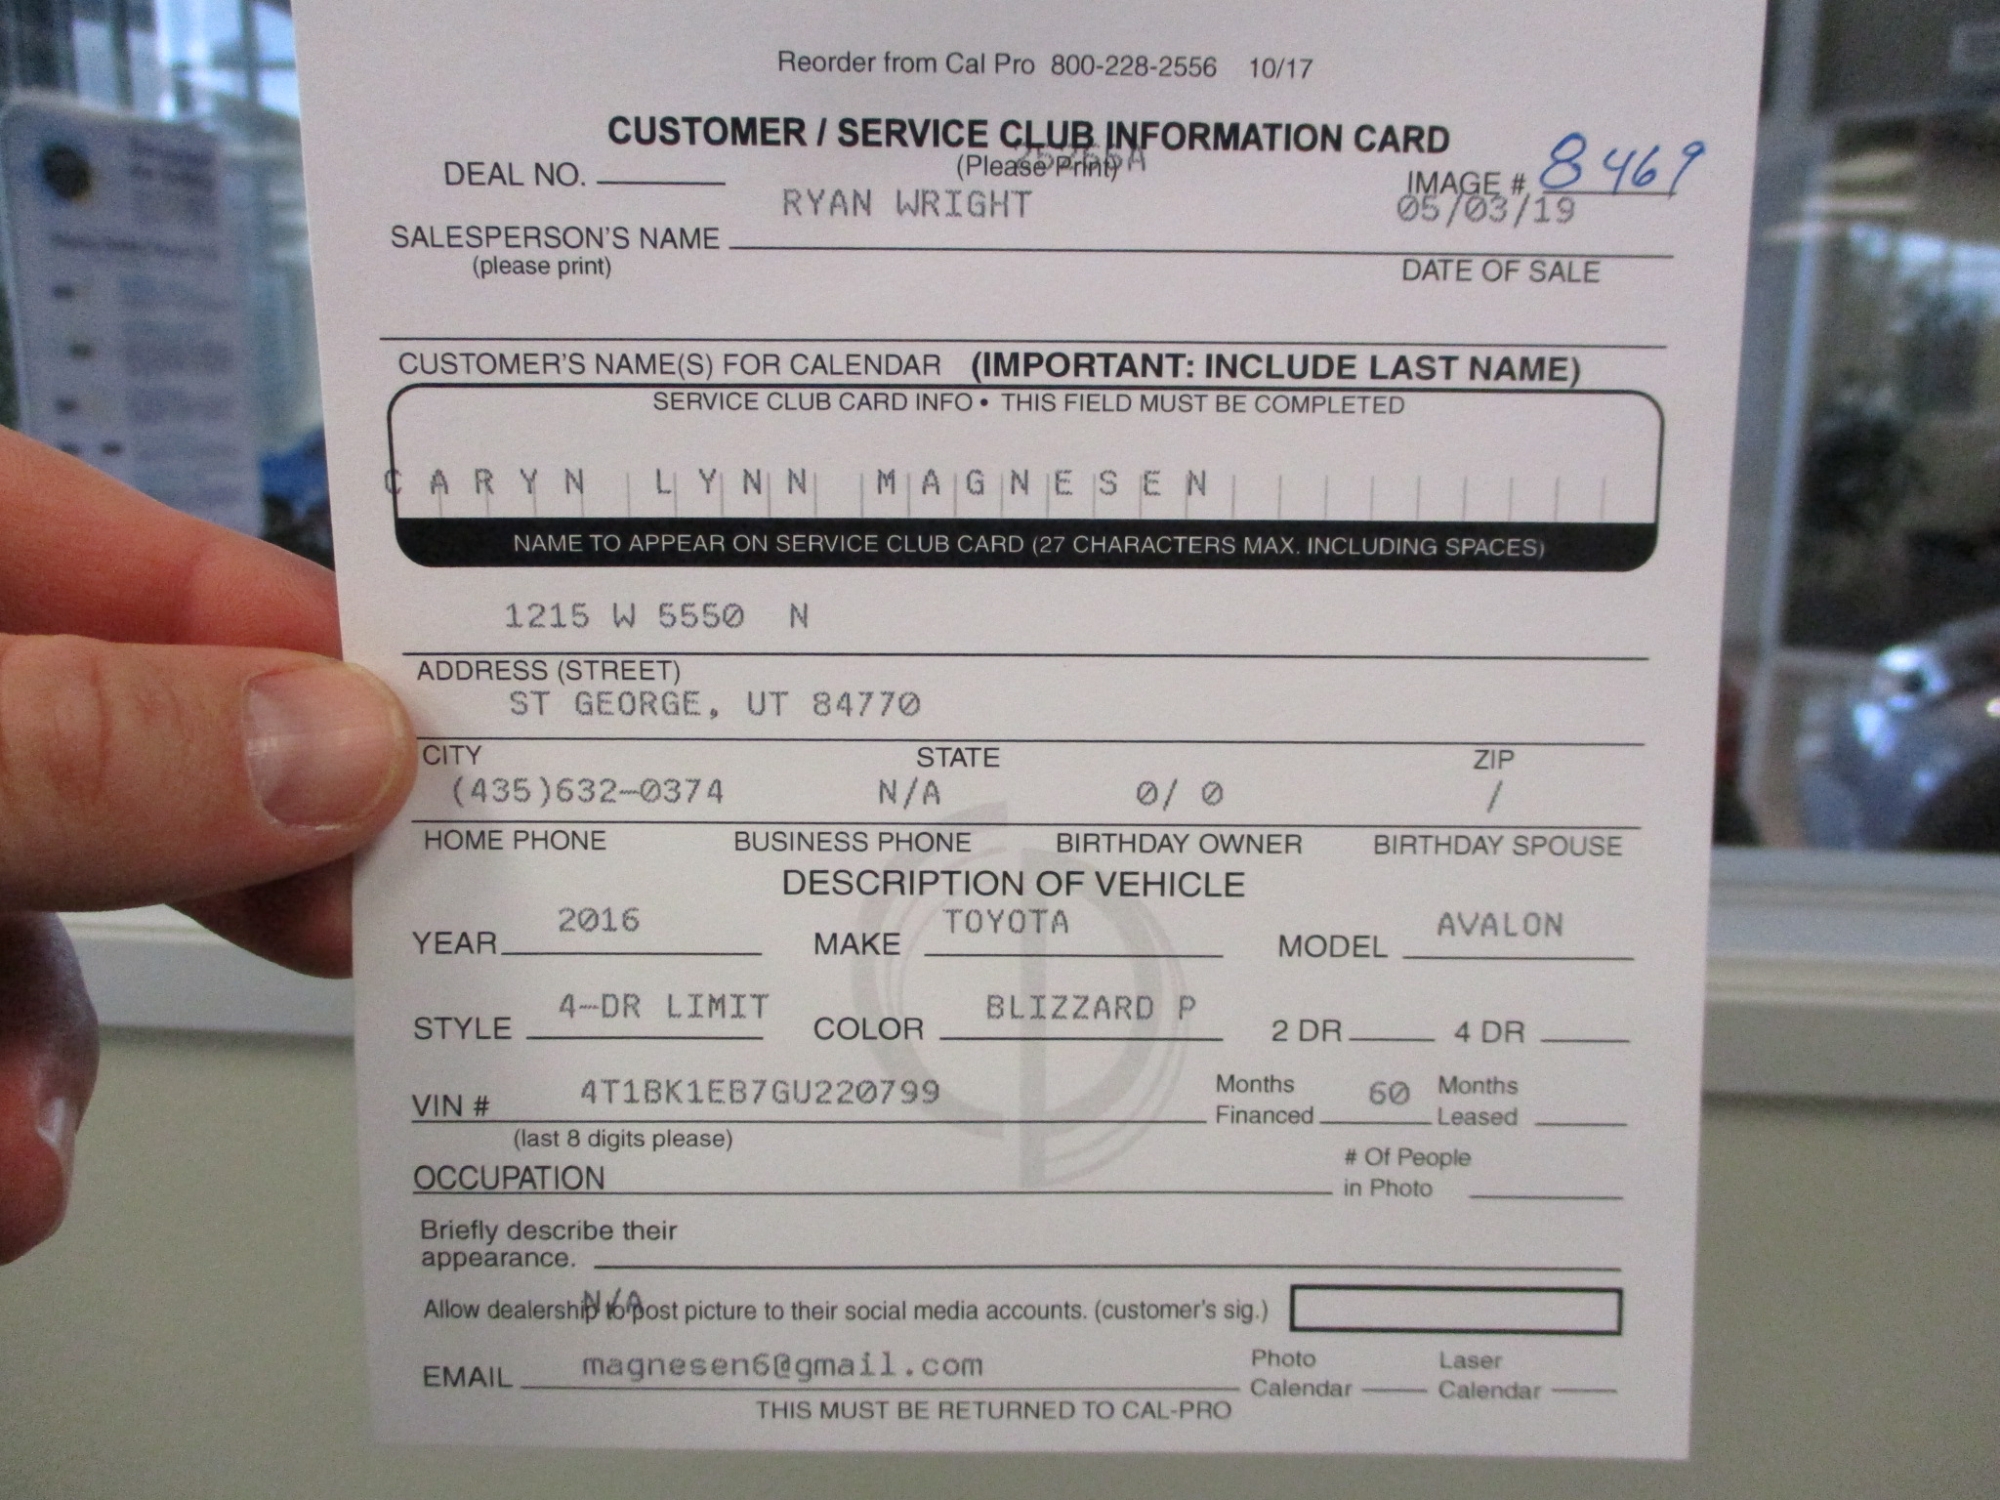 Reorder from Cal Pro 800-228-2556 10/17
CUSTOMER / SERVICE CLUB INFORMATION CARD
(Please Print)
DEAL NO.
IMAGE # 8469
RYAN WRIGHT 05/03/19
SALESPERSON'S NAME
(please print) DATE OF SALE
CUSTOMER'S NAME(S) FOR CALENDAR (IMPORTANT: INCLUDE LAST NAME)
SERVICE CLUB CARD INFO • THIS FIELD MUST BE COMPLETED
CARYN LYNN MAGNESEN
NAME TO APPEAR ON SERVICE CLUB CARD (27 CHARACTERS MAX. INCLUDING SPACES)
1215 W 5550 N
ADDRESS (STREET)
ST GEORGE, UT 84770
CITY STATE ZIP
(435)632-0374 N/A 0/ 0 /
HOME PHONE BUSINESS PHONE BIRTHDAY OWNER BIRTHDAY SPOUSE
DESCRIPTION OF VEHICLE
YEAR 2016 MAKE TOYOTA MODEL AVALON
STYLE 4-DR LIMIT COLOR BLIZZARD P 2 DR 4 DR
VIN # 4T1BK1EB7GU220799 Months Financed 60 Months Leased
(last 8 digits please)
OCCUPATION # Of People in Photo
Briefly describe their
appearance.
N/A
Allow dealership to post picture to their social media accounts. (customer's sig.)
EMAIL magnesen6@gmail.com Photo Calendar Laser Calendar
THIS MUST BE RETURNED TO CAL-PRO